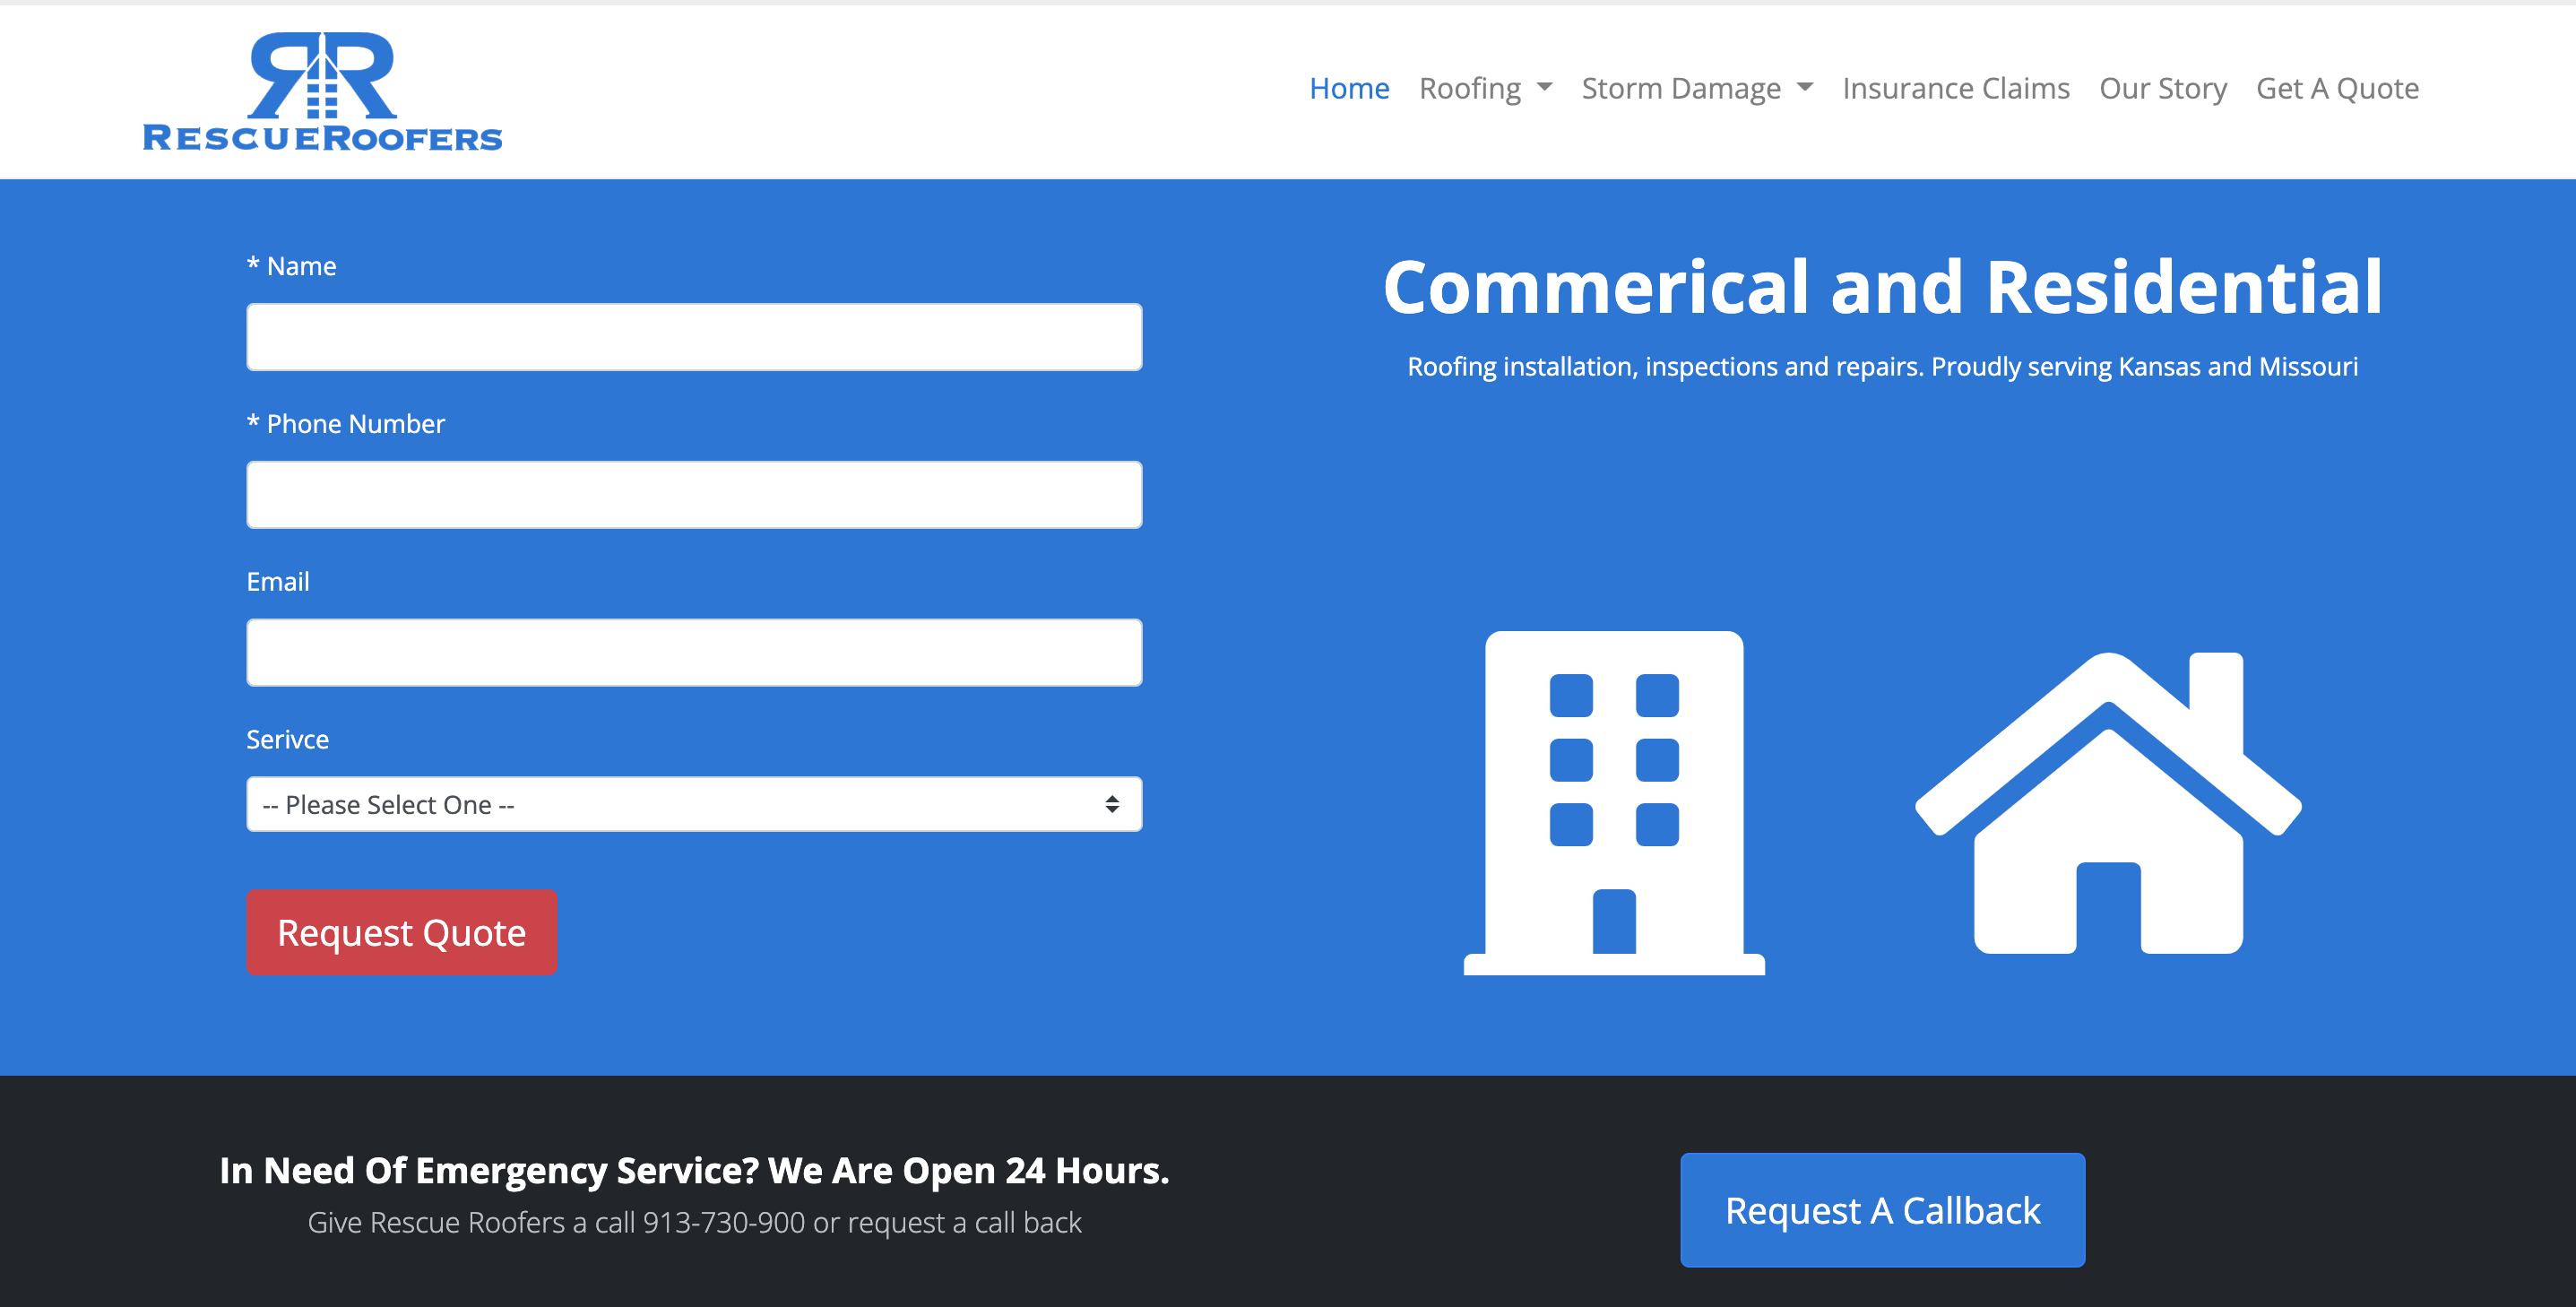 RR
RESCUEROOFERS
Home Roofing Storm Damage Insurance Claims Our Story Get A Quote
* Name
* Phone Number
Email
Serivce
-- Please Select One --
Request Quote
Commerical and Residential
Roofing installation, inspections and repairs. Proudly serving Kansas and Missouri
In Need Of Emergency Service? We Are Open 24 Hours.
Give Rescue Roofers a call 913-730-900 or request a call back
Request A Callback